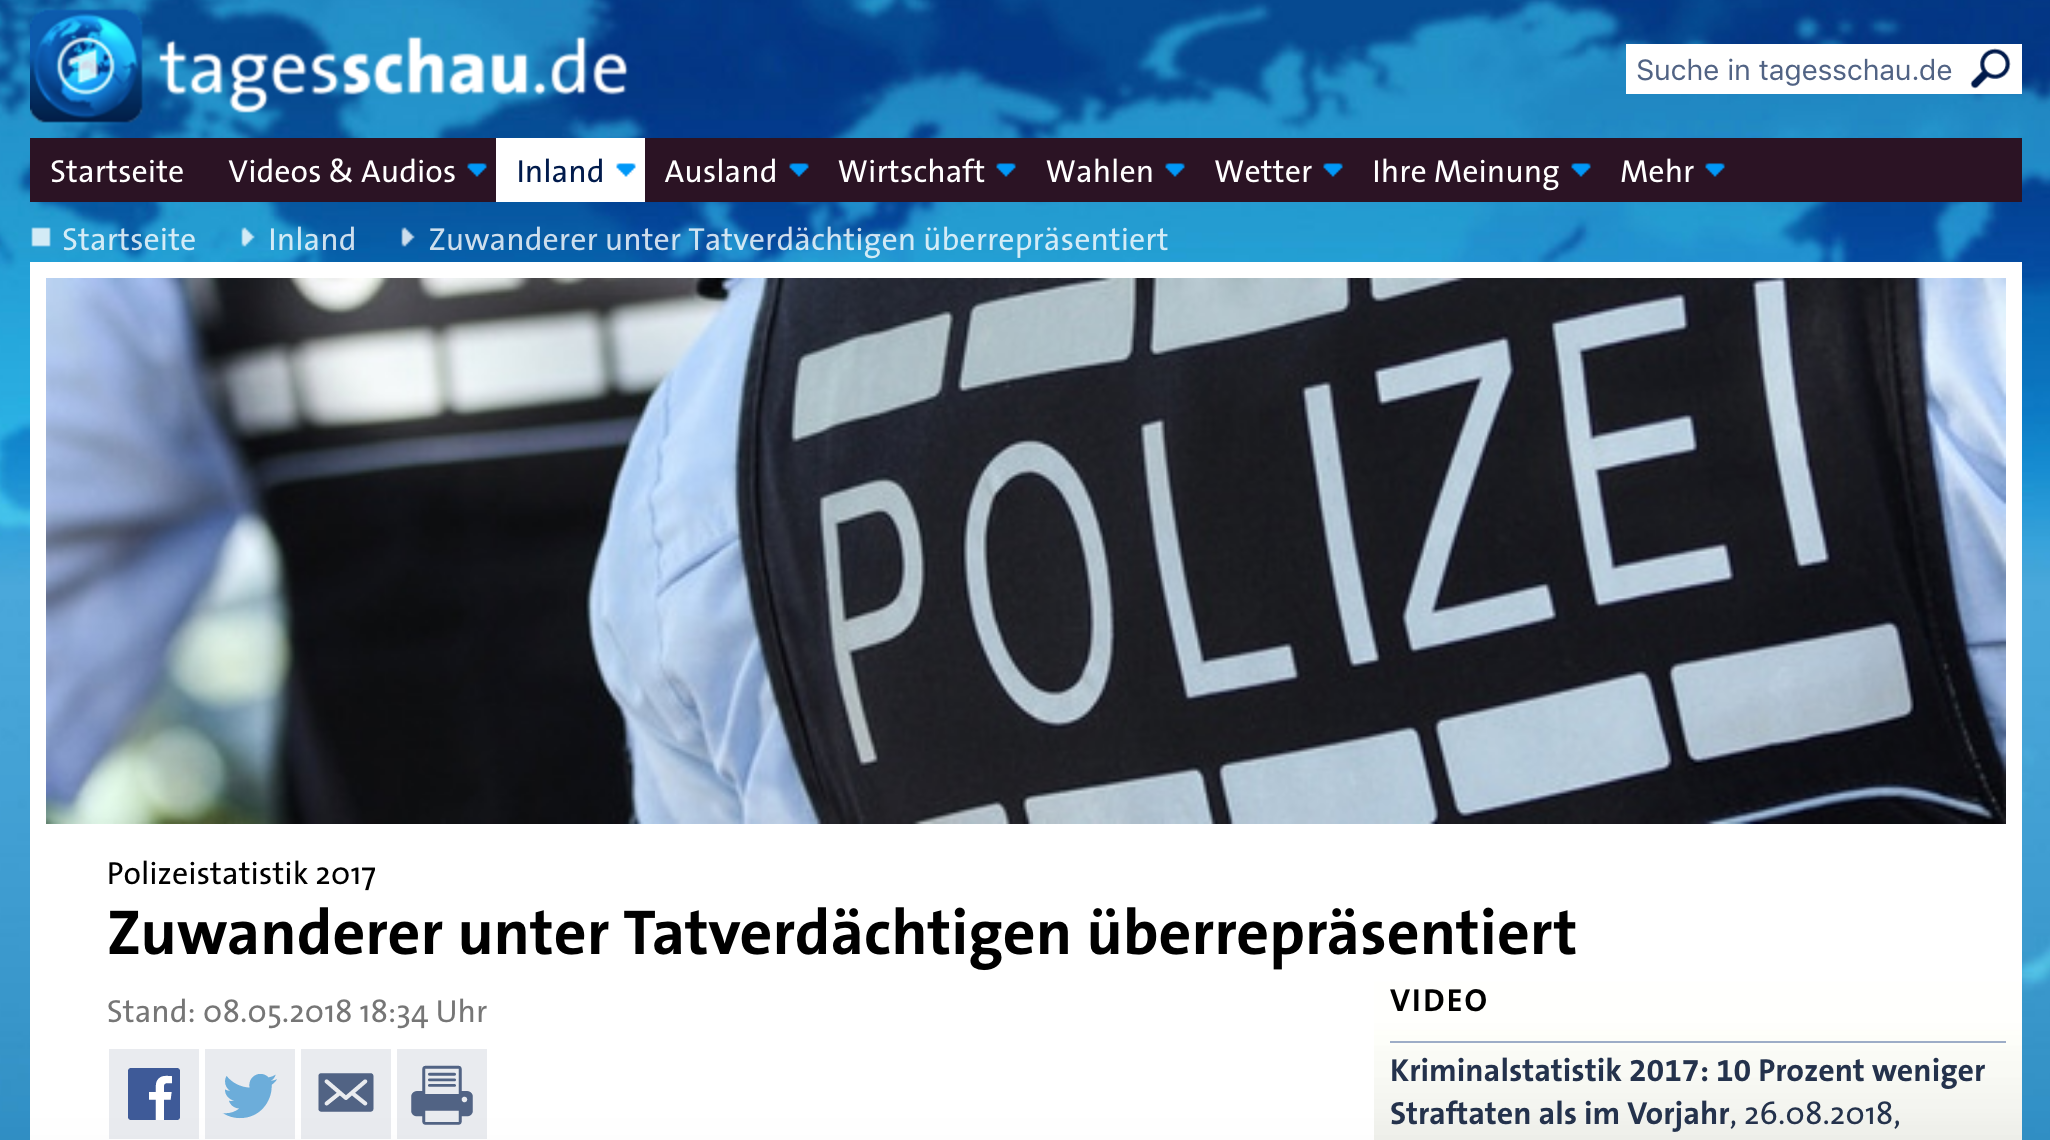 tagesschau.de
Suche in tagesschau.de
Startseite Videos & Audios Inland Ausland Wirtschaft Wahlen Wetter Ihre Meinung Mehr
Startseite Inland Zuwanderer unter Tatverdächtigen überrepräsentiert
POLIZEI
Polizeistatistik 2017
Zuwanderer unter Tatverdächtigen überrepräsentiert
Stand: 08.05.2018 18:34 Uhr
VIDEO
Kriminalstatistik 2017: 10 Prozent weniger
Straftaten als im Vorjahr, 26.08.2018,